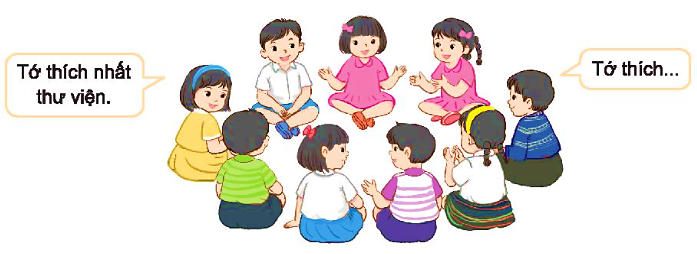 Tớ thích nhất
thư viện.
Tớ thích...